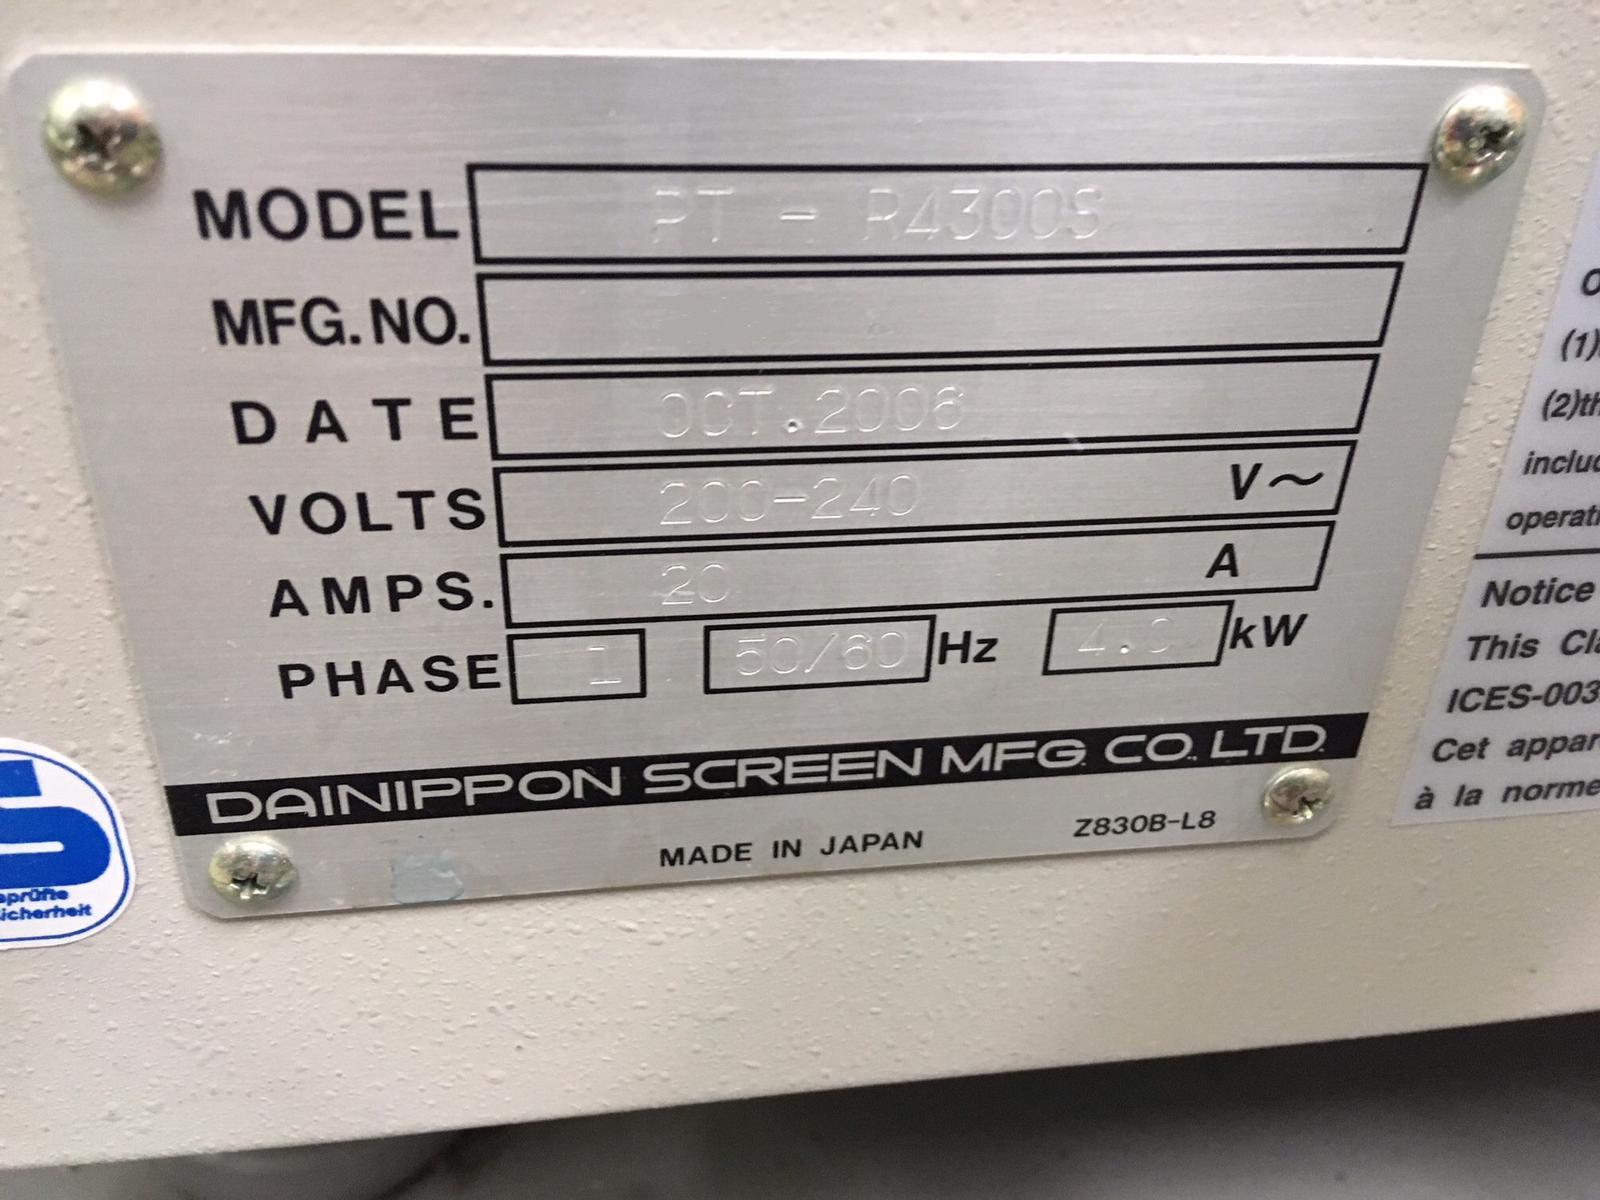 MODEL PT - R4300S
MFG. NO.
DATE OCT.2006
VOLTS 200-240 V~
AMPS. 20 A
PHASE 1 50/60 Hz 4.0 kW
DAINIPPON SCREEN MFG. CO., LTD.
MADE IN JAPAN Z830B-L8
(1)
(2)
Notice
This
ICES-003
Cet
à la norme